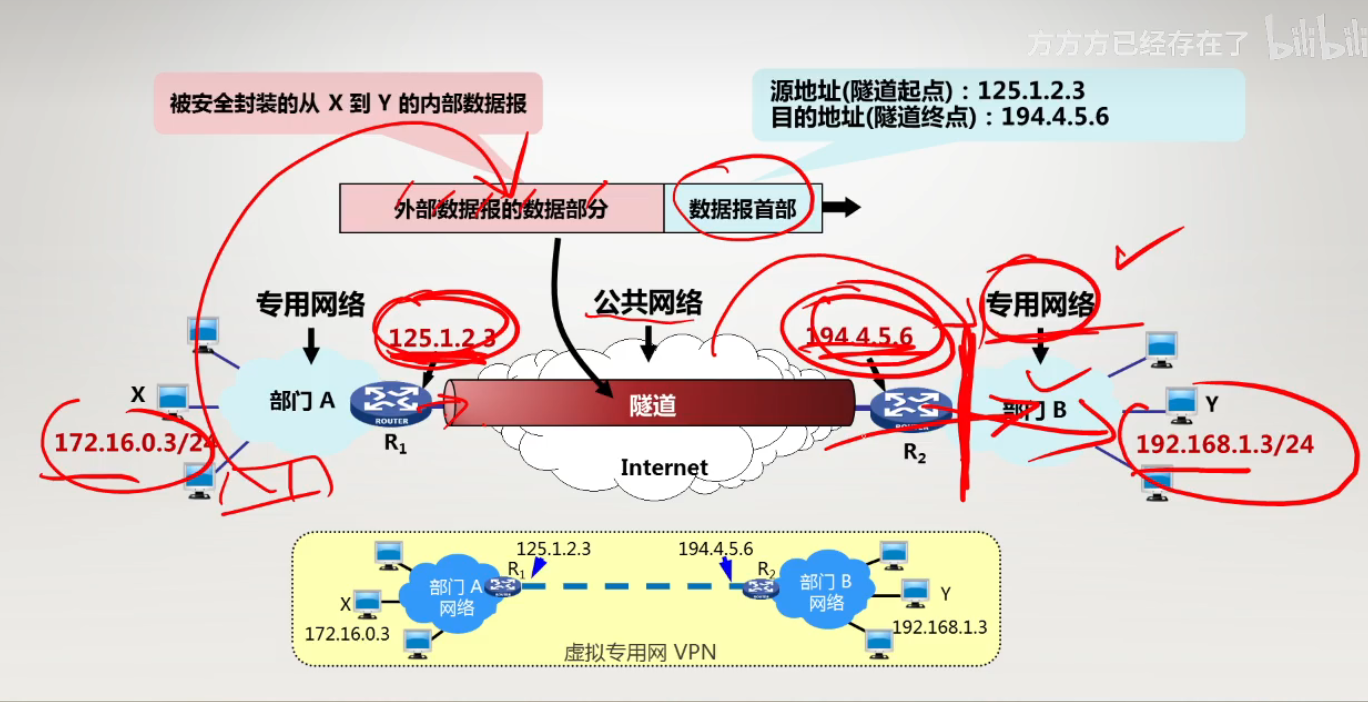 方方方已经存在了 bilibili
被安全封装的从 X 到 Y 的内部数据报
源地址(隧道起点)：125.1.2.3
目的地址(隧道终点)：194.4.5.6
外部数据报的数据部分
数据报首部
专用网络
公共网络
专用网络
125.1.2.3
194.4.5.6
X
部门 A
ROUTER
R1
隧道
Internet
ROUTER
R2
部门 B
Y
172.16.0.3/24
192.168.1.3/24
125.1.2.3
194.4.5.6
X
部门 A
网络
R1
R2
部门 B
网络
Y
172.16.0.3
192.168.1.3
虚拟专用网 VPN